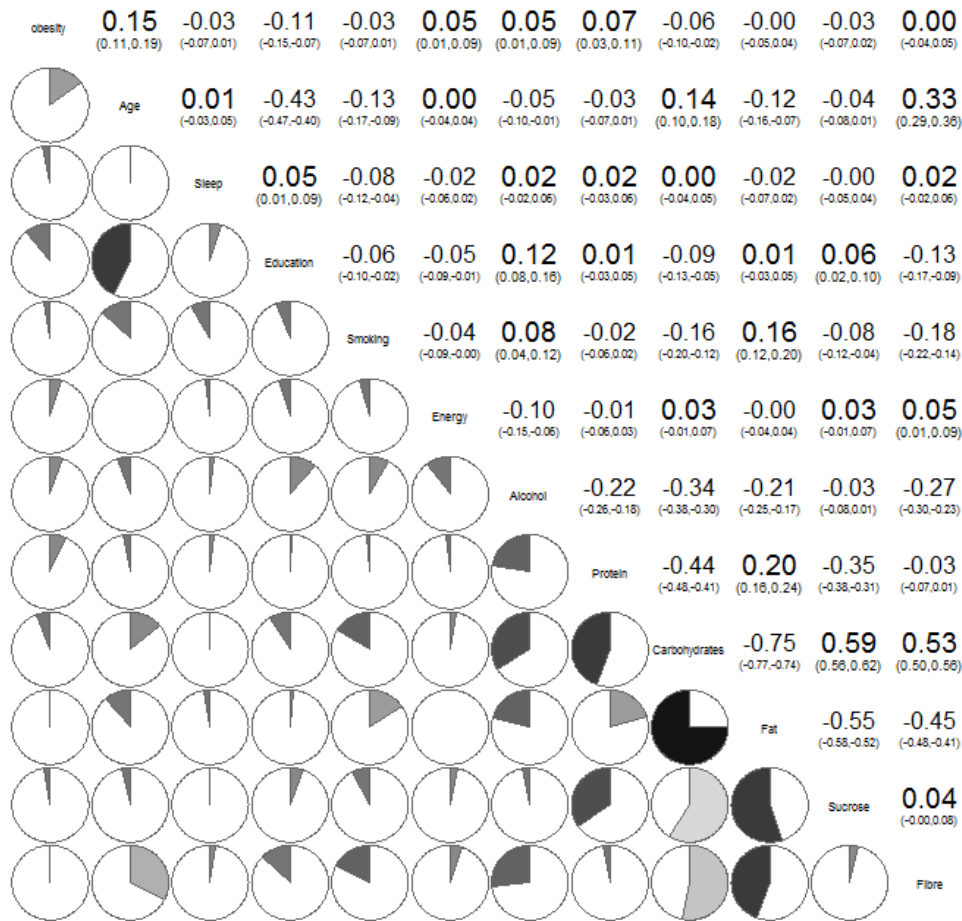 obesity 0.15 -0.03 -0.11 -0.03 0.05 0.05 0.07 -0.06 -0.00 -0.03 0.00
(0.11,0.19) (-0.07,0.01) (-0.15,-0.07) (-0.07,0.01) (0.01,0.09) (0.01,0.09) (0.03,0.11) (-0.10,-0.02) (-0.05,0.04) (-0.07,0.02) (-0.04,0.05)
Age 0.01 -0.43 -0.13 0.00 -0.05 -0.03 0.14 -0.12 -0.04 0.33
(-0.03,0.05) (-0.47,-0.40) (-0.17,-0.09) (-0.04,0.04) (-0.10,-0.01) (-0.07,0.01) (0.10,0.18) (-0.16,-0.07) (-0.08,0.01) (0.29,0.36)
Sleep 0.05 -0.08 -0.02 0.02 0.02 0.00 -0.02 -0.00 0.02
(0.01,0.09) (-0.12,-0.04) (-0.06,0.02) (-0.02,0.06) (-0.03,0.06) (-0.04,0.05) (-0.07,0.02) (-0.05,0.04) (-0.02,0.06)
Education -0.06 -0.05 0.12 0.01 -0.09 0.01 0.06 -0.13
(-0.10,-0.02) (-0.09,-0.01) (0.08,0.16) (-0.03,0.05) (-0.13,-0.05) (-0.03,0.05) (0.02,0.10) (-0.17,-0.09)
Smoking -0.04 0.08 -0.02 -0.16 0.16 -0.08 -0.18
(-0.09,-0.00) (0.04,0.12) (-0.06,0.02) (-0.20,-0.12) (0.12,0.20) (-0.12,-0.04) (-0.22,-0.14)
Energy -0.10 -0.01 0.03 -0.00 0.03 0.05
(-0.15,-0.06) (-0.06,0.03) (-0.01,0.07) (-0.04,0.04) (-0.01,0.07) (0.01,0.09)
Alcohol -0.22 -0.34 -0.21 -0.03 -0.27
(-0.26,-0.18) (-0.38,-0.30) (-0.25,-0.17) (-0.08,0.01) (-0.30,-0.23)
Protein -0.44 0.20 -0.35 -0.03
(-0.48,-0.41) (0.16,0.24) (-0.38,-0.31) (-0.07,0.01)
Carbohydrates -0.75 0.59 0.53
(-0.77,-0.74) (0.56,0.62) (0.50,0.56)
Fat -0.55 -0.45
(-0.58,-0.52) (-0.48,-0.41)
Sucrose 0.04
(-0.00,0.08)
Fibre